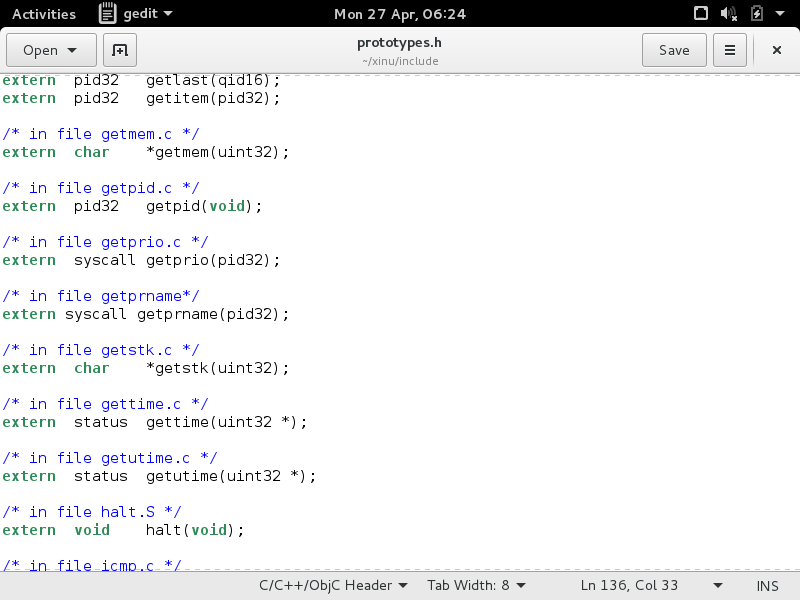 Activities gedit Mon 27 Apr, 06:24
Open prototypes.h Save
~/xinu/include
extern  pid32   getlast(qid16);
extern  pid32   getitem(pid32);
/* in file getmem.c */
extern  char    *getmem(uint32);
/* in file getpid.c */
extern  pid32   getpid(void);
/* in file getprio.c */
extern  syscall getprio(pid32);
/* in file getprname*/
extern syscall getprname(pid32);
/* in file getstk.c */
extern  char    *getstk(uint32);
/* in file gettime.c */
extern  status  gettime(uint32 *);
/* in file getutime.c */
extern  status  getutime(uint32 *);
/* in file halt.S */
extern  void    halt(void);
/* in file icmp.c */
C/C++/ObjC Header Tab Width: 8 Ln 136, Col 33 INS